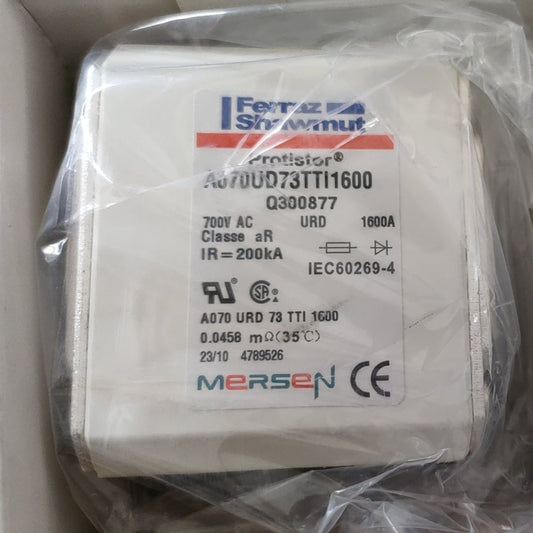 Ferraz
Shawmut
Protistor®
A070UD73TTI1600
Q300877
700V AC URD 1600A
Classe aR
IR=200kA
IEC60269-4
A070 URD 73 TTI 1600
0.0458 mΩ(35℃)
23/10 4789526
MERSEN CE